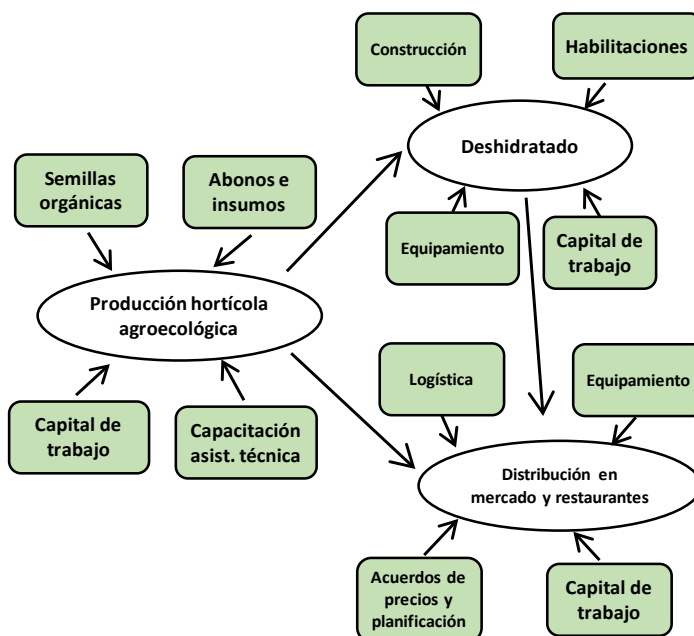 Construcción
Habilitaciones
Deshidratado
Semillas
orgánicas
Abonos e
insumos
Equipamiento
Capital de
trabajo
Producción hortícola
agroecológica
Logística
Equipamiento
Capital de
trabajo
Capacitación
asist. técnica
Distribución en
mercado y restaurantes
Acuerdos de
precios y
planificación
Capital de
trabajo